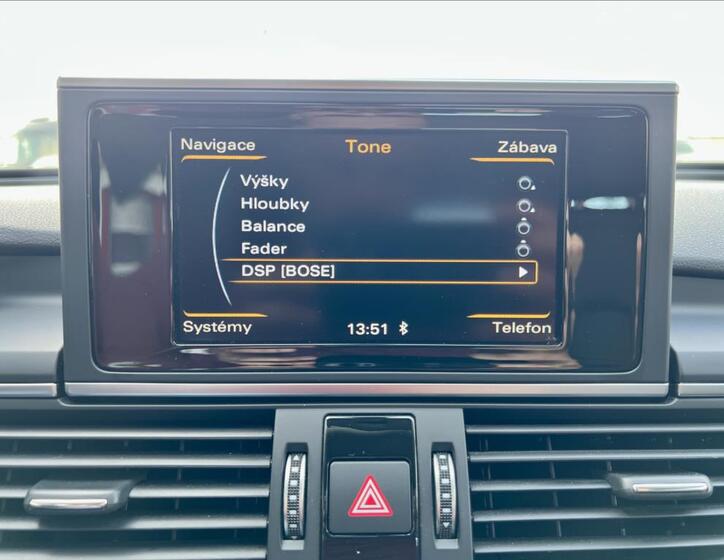 Navigace Tone Zábava
Výšky
Hloubky
Balance
Fader
DSP [BOSE]
Systémy 13:51 Telefon